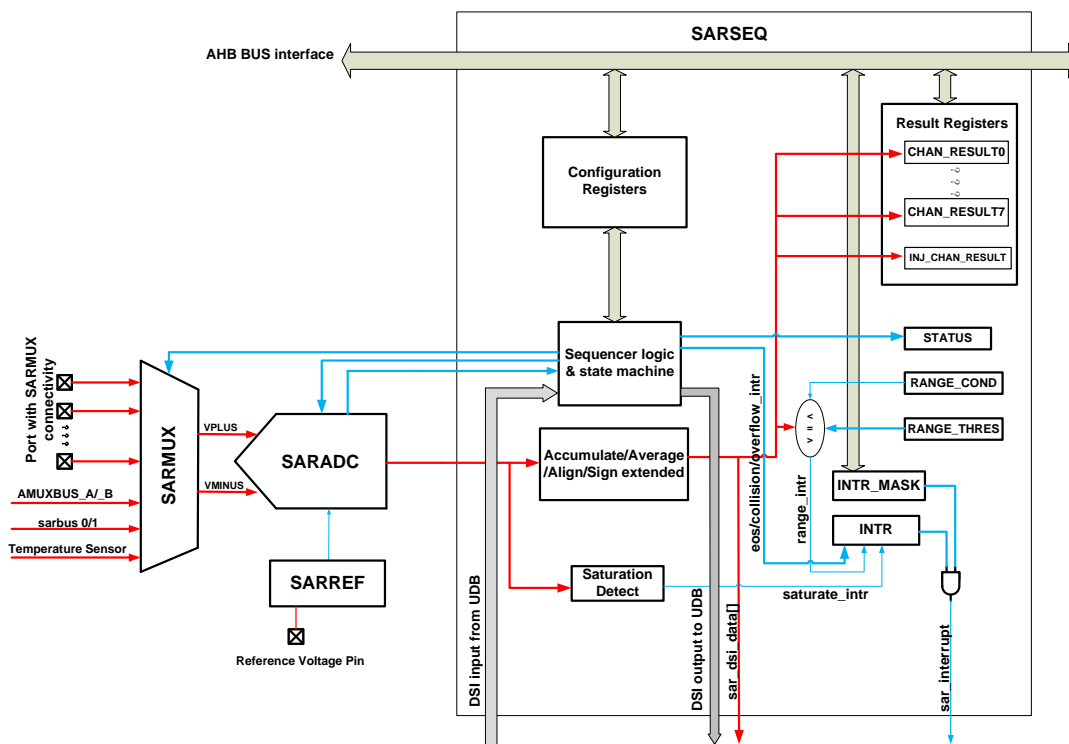 SARSEQ
AHB BUS interface
Result Registers
CHAN_RESULT0
CHAN_RESULT7
INJ_CHAN_RESULT
Configuration
Registers
Sequencer logic
& state machine
STATUS
RANGE_COND
RANGE_THRES
< = >
Port with SARMUX
connectivity
SARMUX
VPLUS
VMINUS
SARADC
Accumulate/Average
/Align/Sign extended
INTR_MASK
INTR
AMUXBUS_A/_B
sarbus 0/1
Temperature Sensor
SARREF
Reference Voltage Pin
Saturation
Detect
saturate_intr
eos/collision/overflow_intr
range_intr
DSI input from UDB
DSI output to UDB
sar_dsi_data[]
sar_interrupt